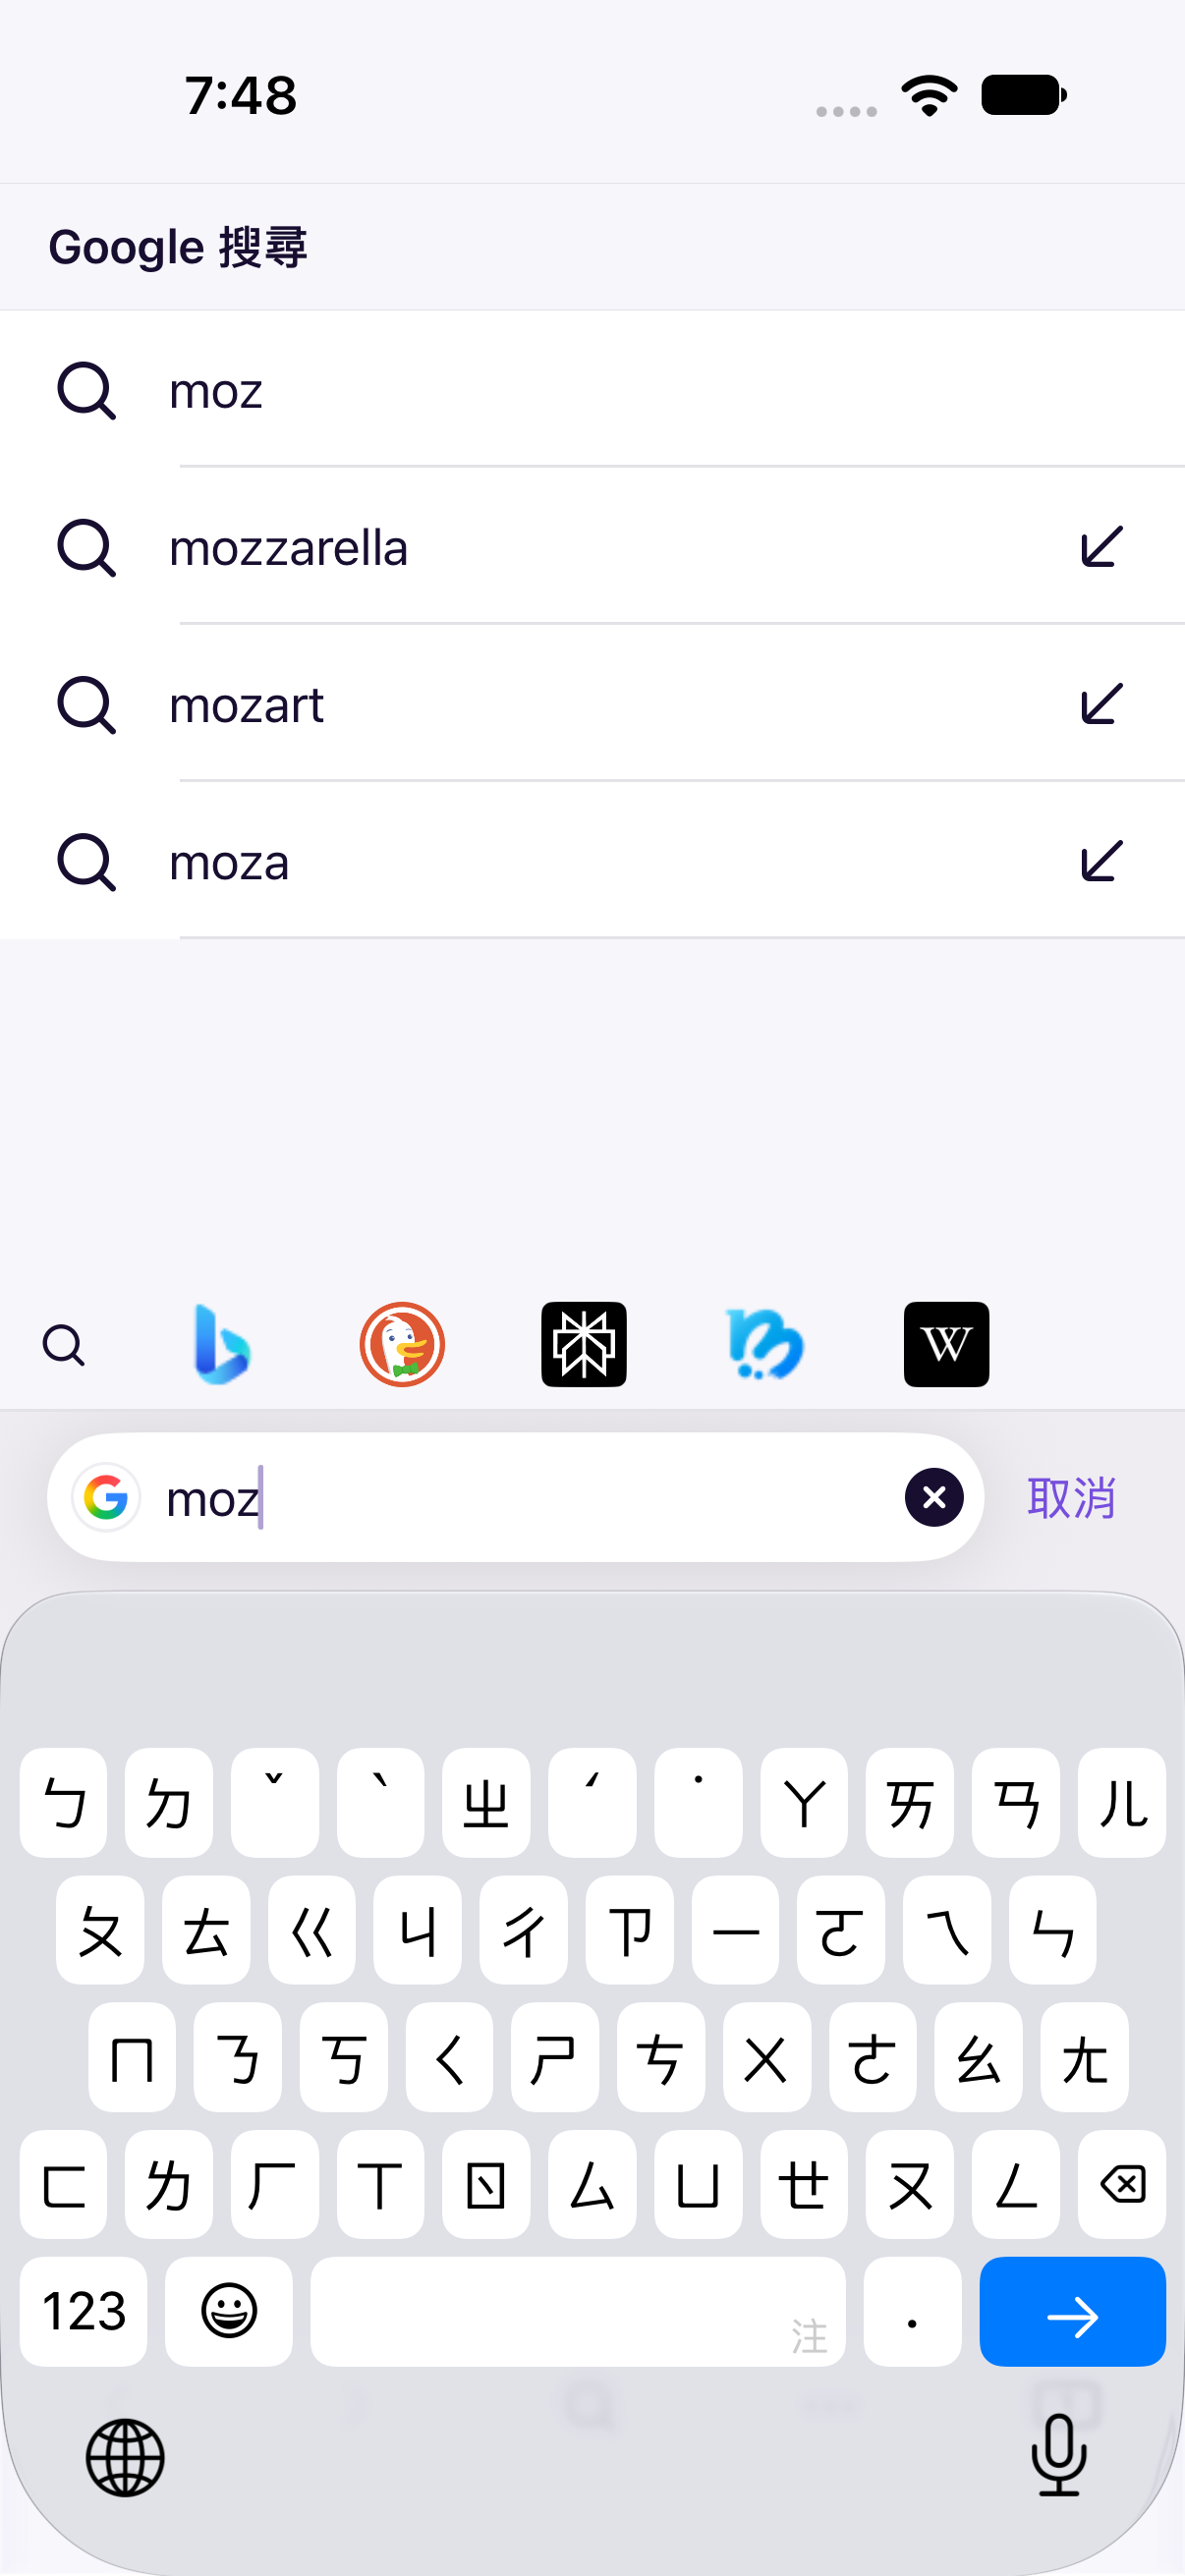 7:48
Google 搜尋
moz
mozzarella
mozart
moza
W
moz
取消
ㄅ ㄉ ˇ ˋ ㄓ ˊ ˙ ㄚ ㄞ ㄢ ㄦ
ㄆ ㄊ ㄍ ㄐ ㄔ ㄗ ㄧ ㄛ ㄟ ㄣ
ㄇ ㄋ ㄎ ㄑ ㄕ ㄘ ㄨ ㄜ ㄠ ㄤ
ㄈ ㄌ ㄏ ㄒ ㄖ ㄙ ㄩ ㄝ ㄡ ㄥ
123 注 .